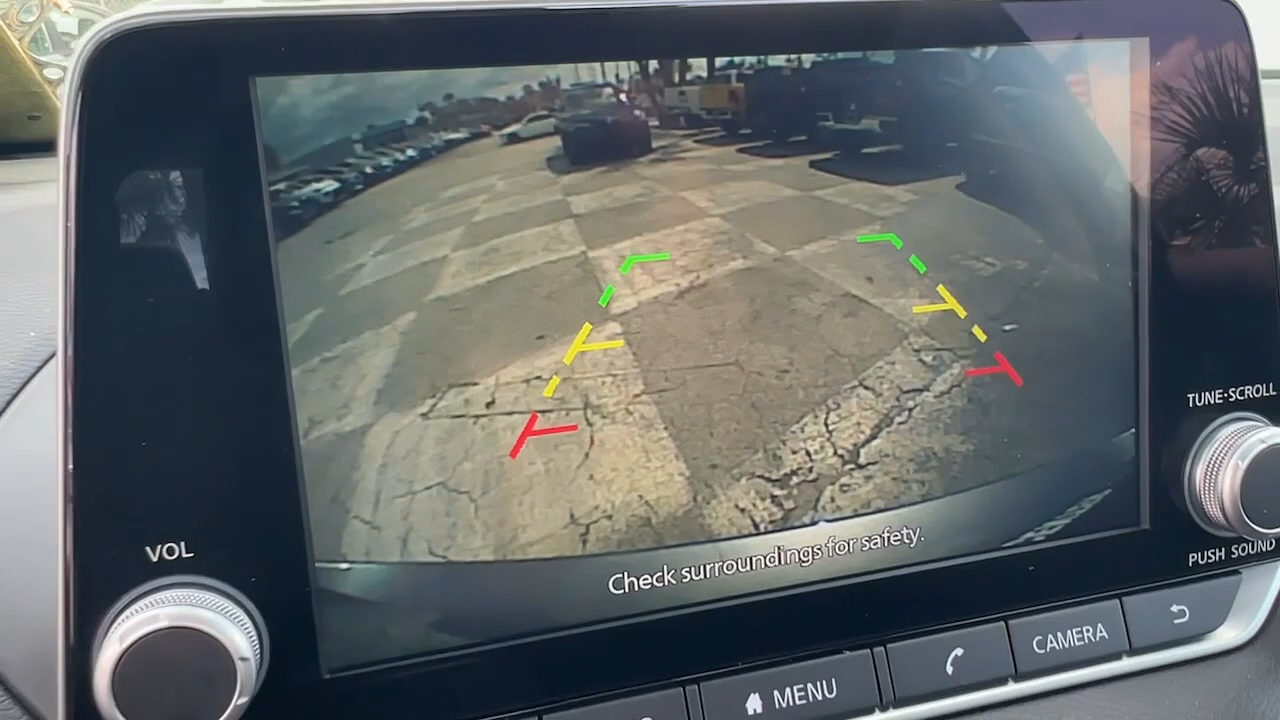 TUNE•SCROLL
VOL
Check surroundings for safety.
PUSH SOUND
CAMERA
MENU